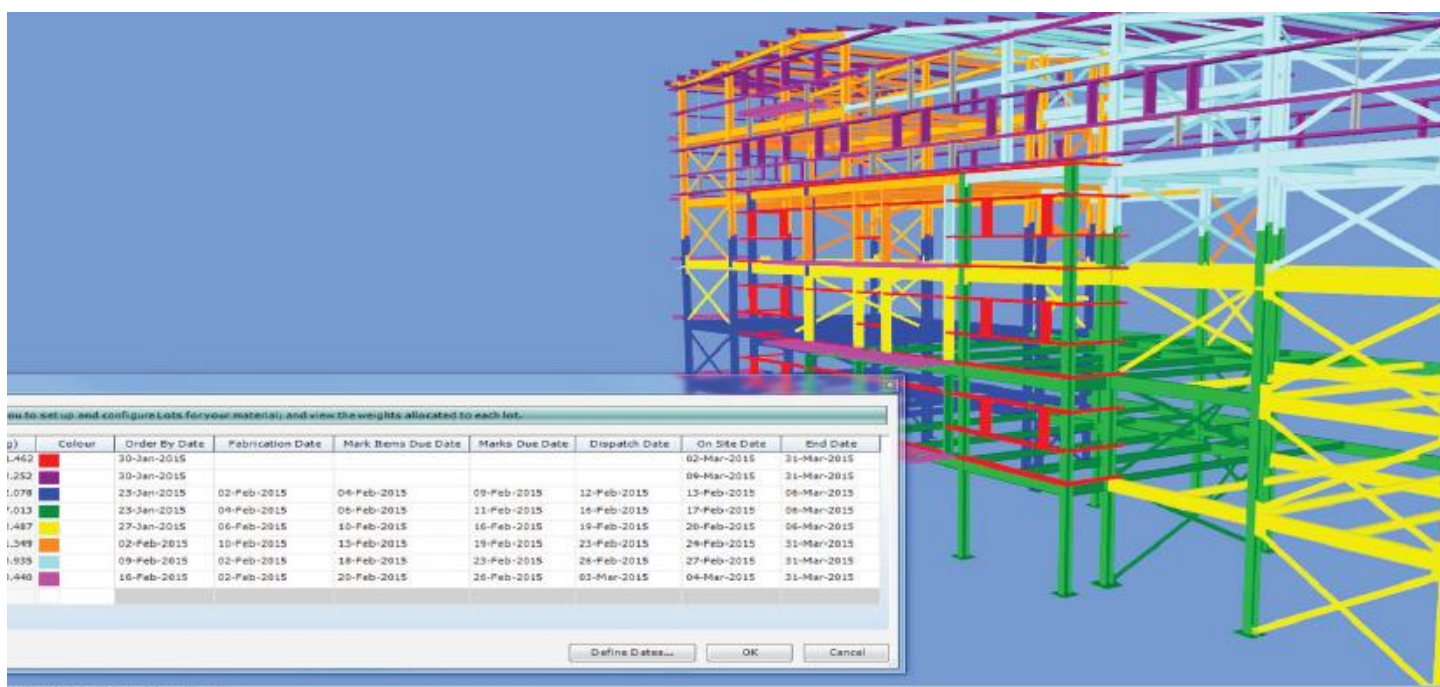 ou to set up and configure Lots for your material; and view the weights allocated to each lot.
g) Colour Order By Date Fabrication Date Mark Items Due Date Marks Due Date Dispatch Date On Site Date End Date
.462 30-Jan-2015 02-Mar-2015 31-Mar-2015
.252 30-Jan-2015 09-Mar-2015 31-Mar-2015
.078 23-Jan-2015 02-Feb-2015 04-Feb-2015 09-Feb-2015 12-Feb-2015 13-Feb-2015 06-Mar-2015
.013 23-Jan-2015 04-Feb-2015 06-Feb-2015 11-Feb-2015 16-Feb-2015 17-Feb-2015 06-Mar-2015
.487 27-Jan-2015 06-Feb-2015 10-Feb-2015 16-Feb-2015 19-Feb-2015 20-Feb-2015 06-Mar-2015
.349 02-Feb-2015 10-Feb-2015 13-Feb-2015 19-Feb-2015 23-Feb-2015 24-Feb-2015 31-Mar-2015
.935 09-Feb-2015 02-Feb-2015 18-Feb-2015 23-Feb-2015 26-Feb-2015 27-Feb-2015 31-Mar-2015
.440 16-Feb-2015 02-Feb-2015 20-Feb-2015 26-Feb-2015 03-Mar-2015 04-Mar-2015 31-Mar-2015
Define Dates... OK Cancel